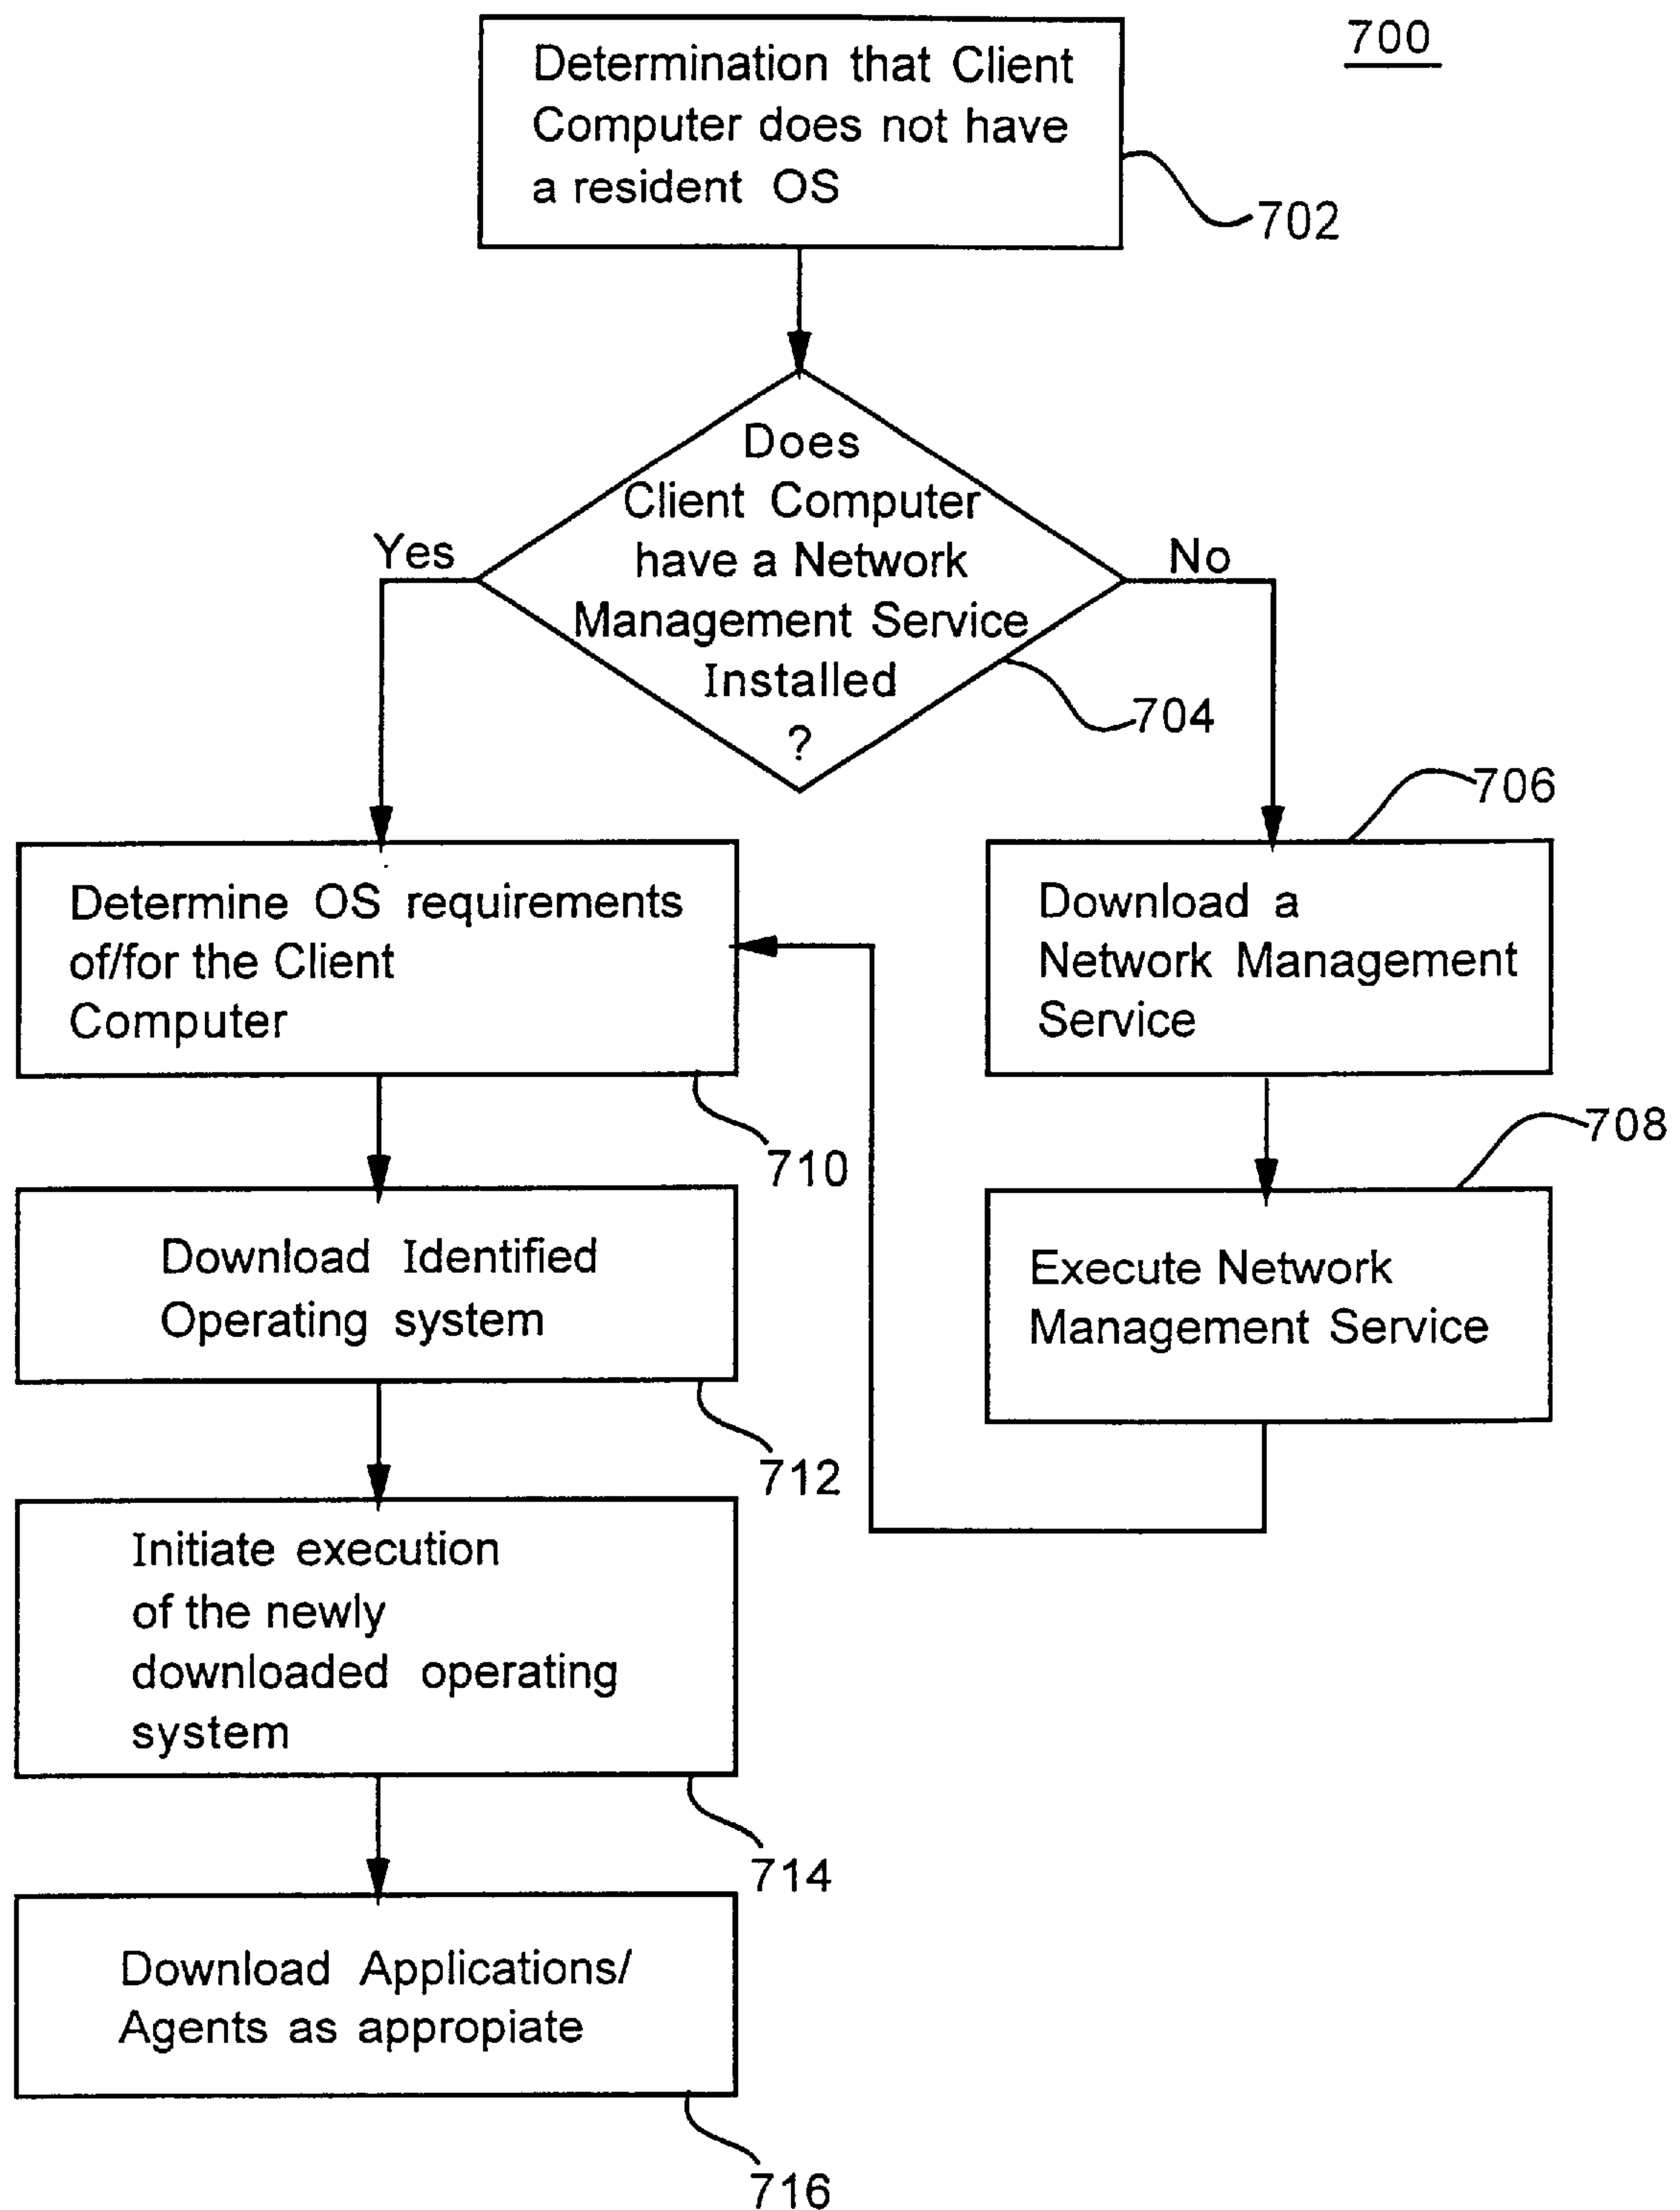 700
Determination that Client
Computer does not have
a resident OS
702
Does
Client Computer
have a Network
Management Service
Installed
?
Yes
No
704
706
Download a
Network Management
Service
Determine OS requirements
of/for the Client
Computer
710
708
Execute Network
Management Service
Download Identified
Operating system
712
Initiate execution
of the newly
downloaded operating
system
714
Download Applications/
Agents as appropiate
716